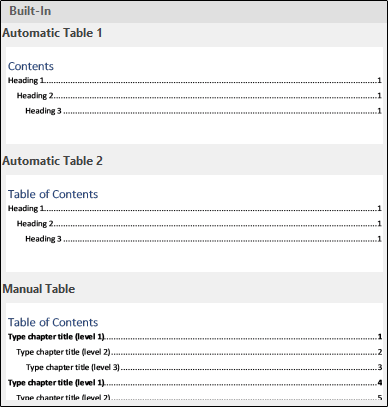 Built-In
Automatic Table 1
Contents
Heading 1...1
Heading 2...1
Heading 3...1
Automatic Table 2
Table of Contents
Heading 1...1
Heading 2...1
Heading 3...1
Manual Table
Table of Contents
Type chapter title (level 1)...1
Type chapter title (level 2)...2
Type chapter title (level 3)...3
Type chapter title (level 1)...4
Type chapter title (level 2)...5